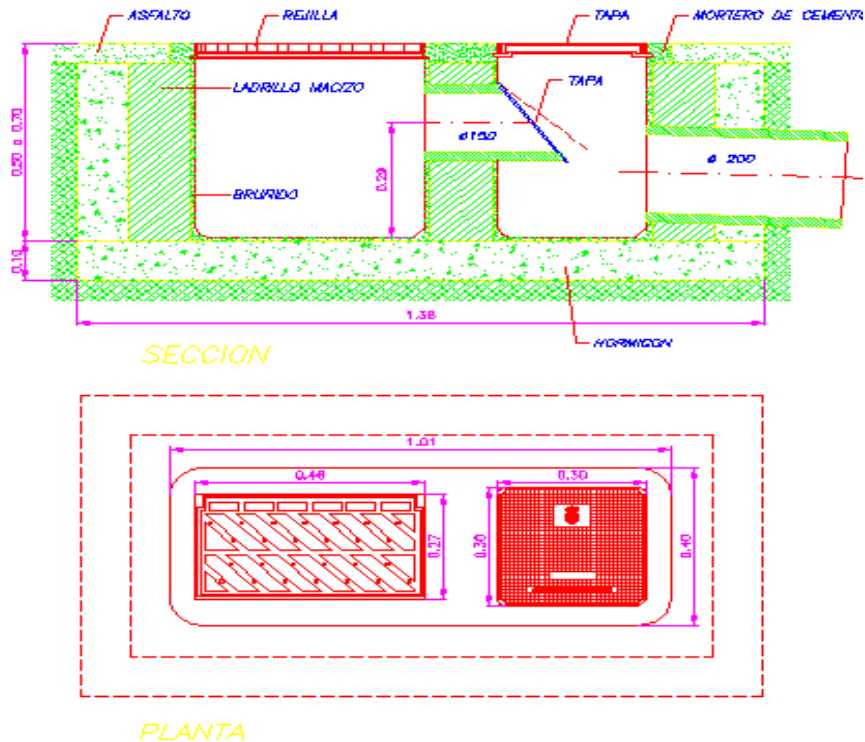 ASFALTO
REJILLA
TAPA
MORTERO DE CEMENTO
LADRILLO MACIZO
TAPA
ø150
ø 200
0.50 a 0.70
0.29
BRUÑIDO
0.10
1.38
HORMIGON
SECCION
1.01
0.46
0.30
0.27
0.30
0.40
PLANTA